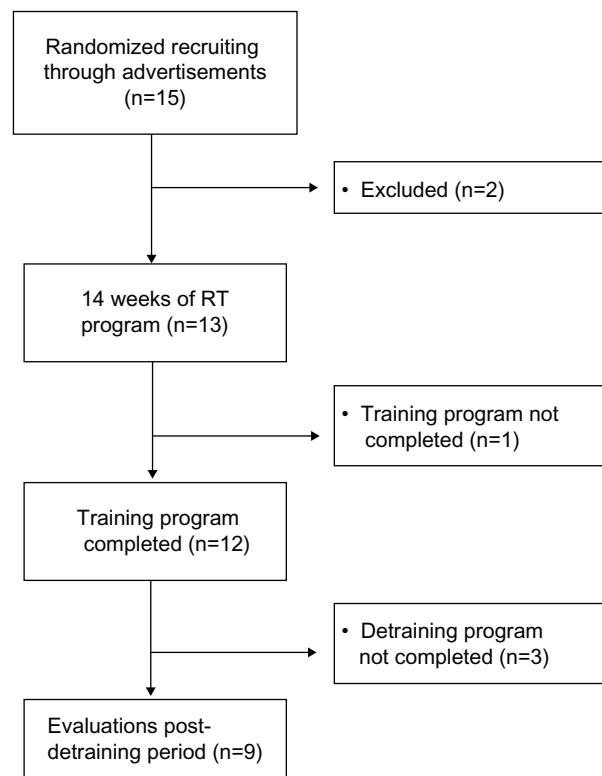 Randomized recruiting
through advertisements
(n=15)
• Excluded (n=2)
14 weeks of RT
program (n=13)
• Training program not
completed (n=1)
Training program
completed (n=12)
• Detraining program
not completed (n=3)
Evaluations post-
detraining period (n=9)